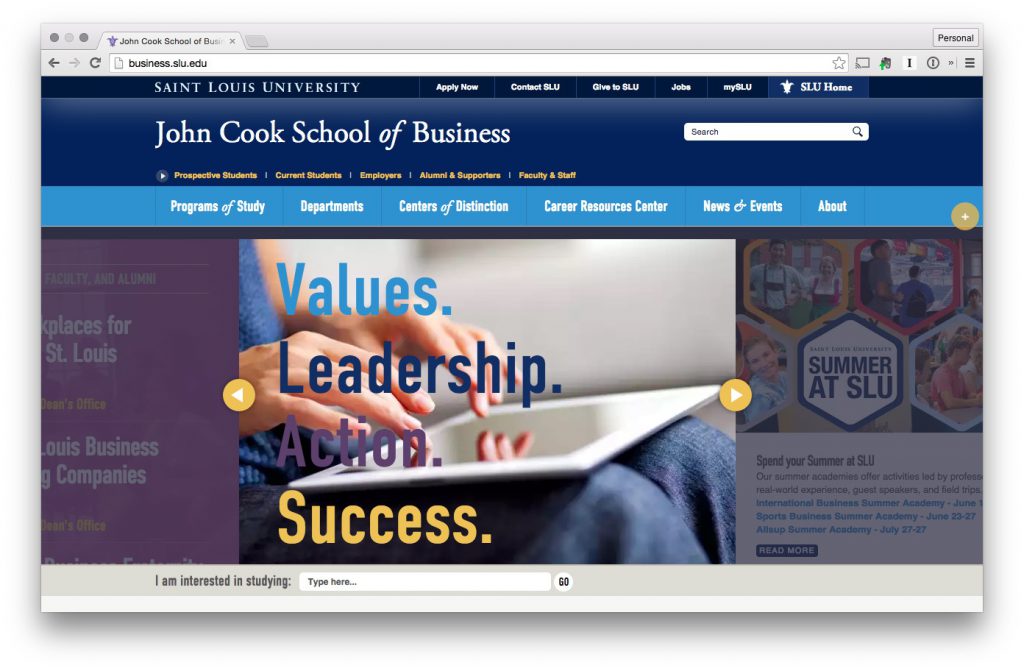 John Cook School of Busi
Personal
business.slu.edu
SAINT LOUIS UNIVERSITY
Apply Now
Contact SLU
Give to SLU
Jobs
mySLU
SLU Home
John Cook School of Business
Search
Prospective Students | Current Students | Employers | Alumni & Supporters | Faculty & Staff
Programs of Study
Departments
Centers of Distinction
Career Resources Center
News & Events
About
+
FACULTY, AND ALUMNI
kplaces for
St. Louis
Dean's Office
Louis Business
g Companies
Dean's Office
Business Fraternity
Values.
Leadership.
Action.
Success.
SAINT LOUIS UNIVERSITY
SUMMER
AT SLU
Spend your Summer at SLU
Our summer academies offer activities led by profess
real-world experience, guest speakers, and field trips,
International Business Summer Academy - June 1
Sports Business Summer Academy - June 23-27
Allsup Summer Academy - July 27-27
READ MORE
I am interested in studying:
Type here...
GO